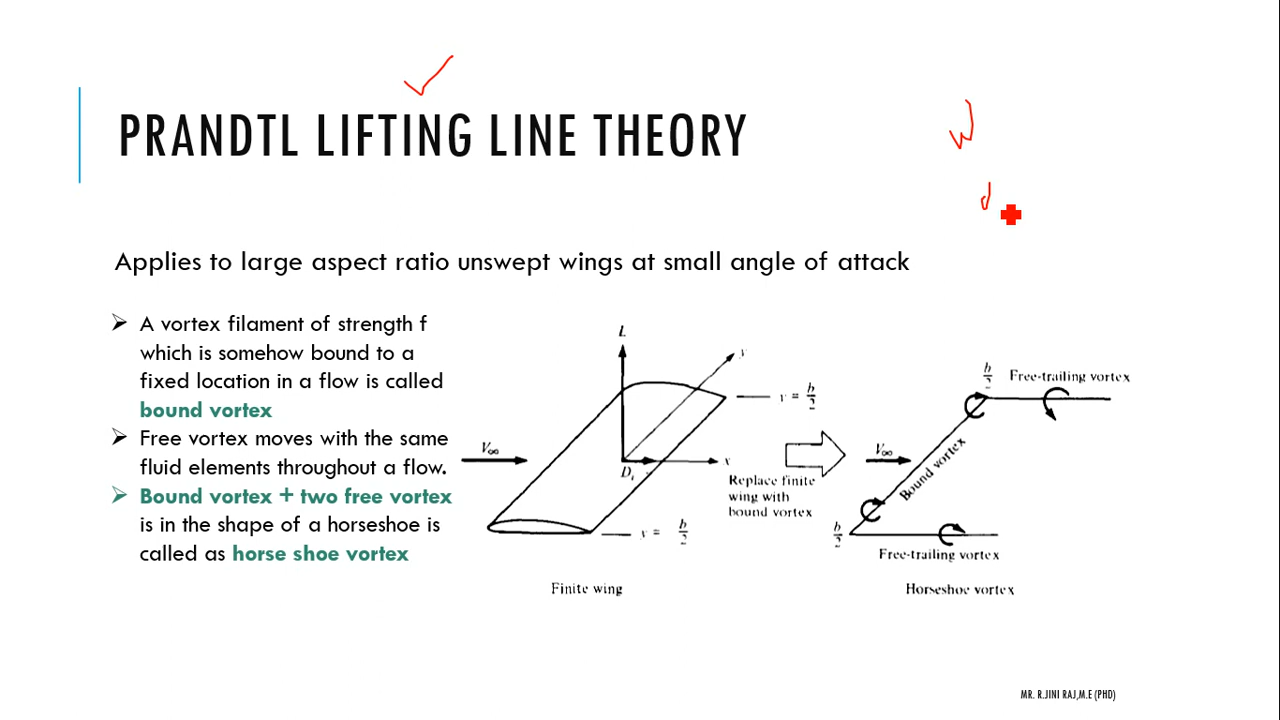 PRANDTL LIFTING LINE THEORY
W
d
Applies to large aspect ratio unswept wings at small angle of attack
➢ A vortex filament of strength f
which is somehow bound to a
fixed location in a flow is called
bound vortex
➢ Free vortex moves with the same
fluid elements throughout a flow.
➢ Bound vortex + two free vortex
is in the shape of a horseshoe is
called as horse shoe vortex
L
y
y = b/2
V∞
x
Di
Replace finite
wing with
bound vortex
y = b/2
Finite wing
b/2
Free-trailing vortex
V∞
Bound vortex
b/2
Free-trailing vortex
Horseshoe vortex
MR. R.JINI RAJ,M.E (PHD)